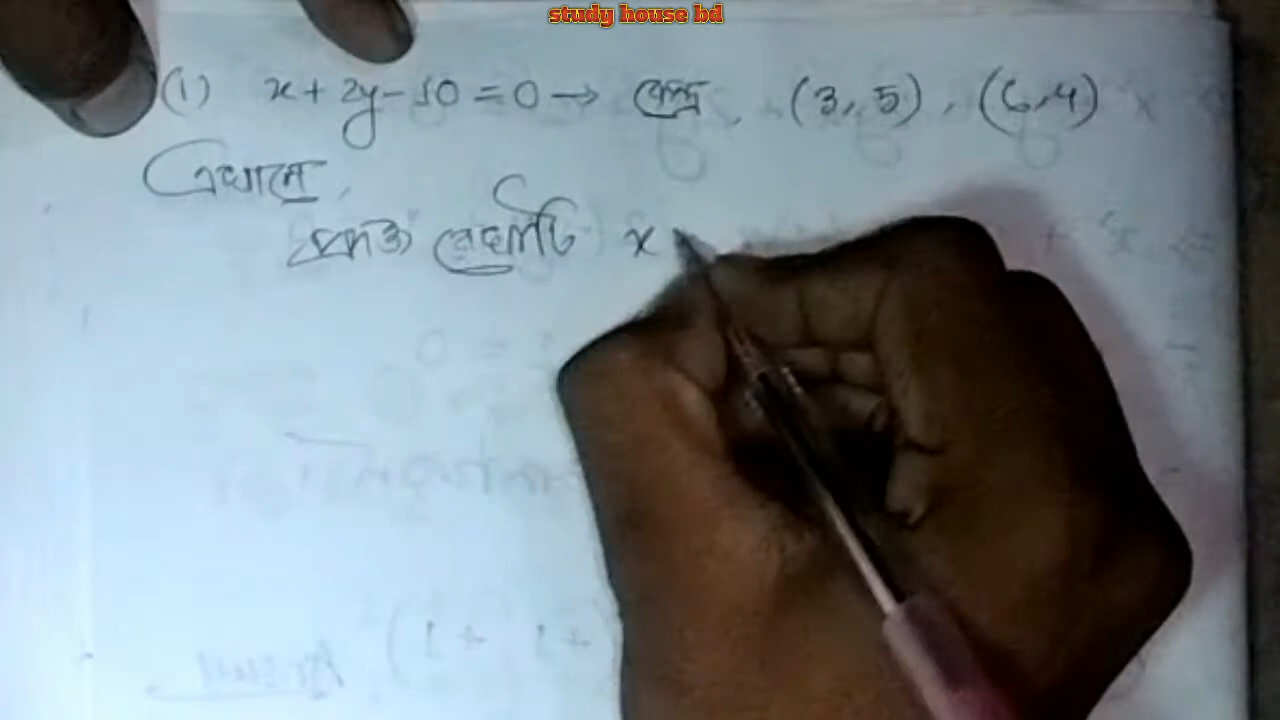 study house bd
(1) x + 2y - 10 = 0 → কেন্দ্র, (3,5), (6,4)
এখানে,
প্রদত্ত রেখাটি x